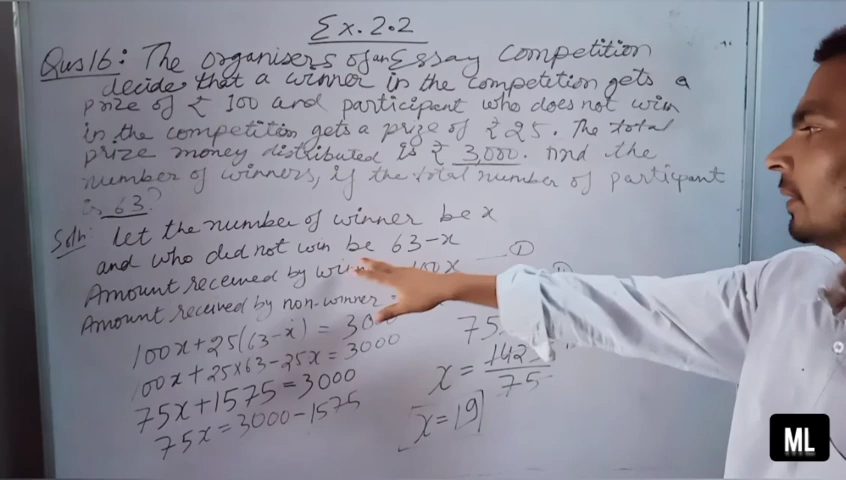 Ex. 2.2
Qus 16: The organisers of an Essay competition
decide that a winner in the competition gets a
prize of ₹ 100 and participant who does not win
in the competition gets a prize of ₹ 25. The total
prize money distributed is ₹ 3,000. Find the
number of winners, if the total number of participant
is 63?
Soln: Let the number of winner be x
and who did not win be 63-x
Amount received by win x ①
Amount received by non-winner =
100x+25(63-x) = 30
100x+25x63-25x = 3000
75x+1575=3000
75x=3000-1575
75
x=142/75
[x=19]
ML